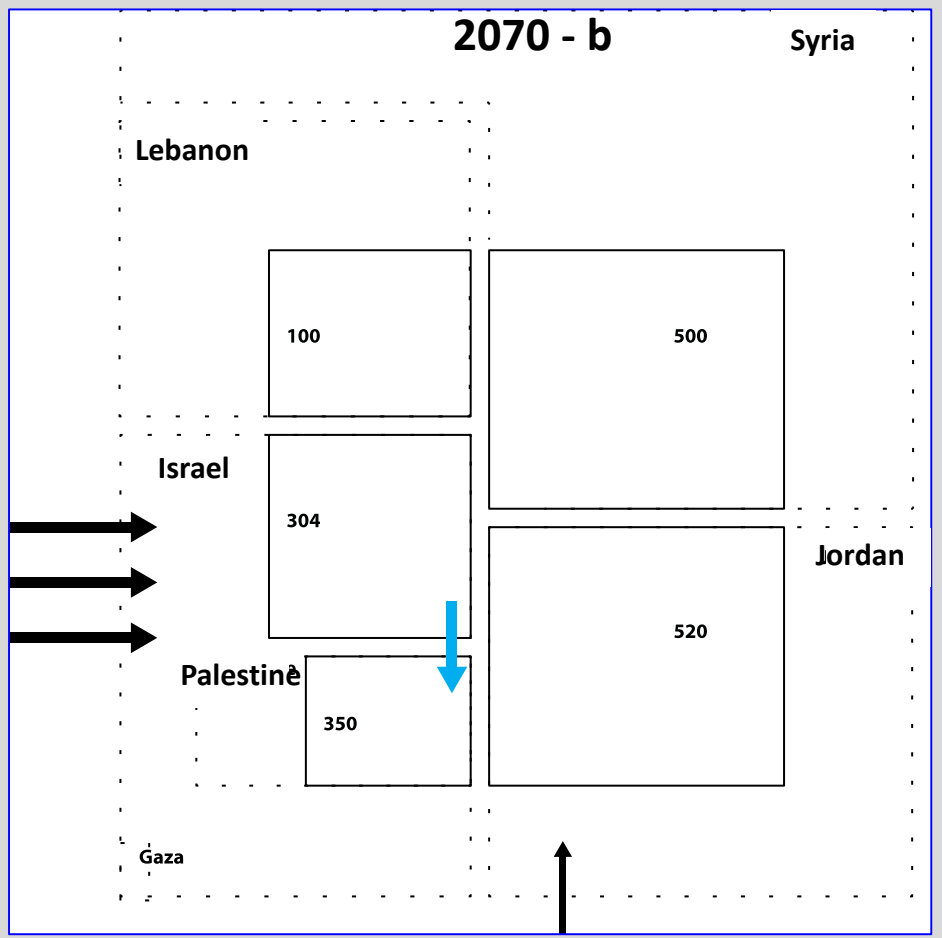 2070 - b
Syria
Lebanon
100
500
Israel
304
Jordan
520
Palestine
350
Gaza